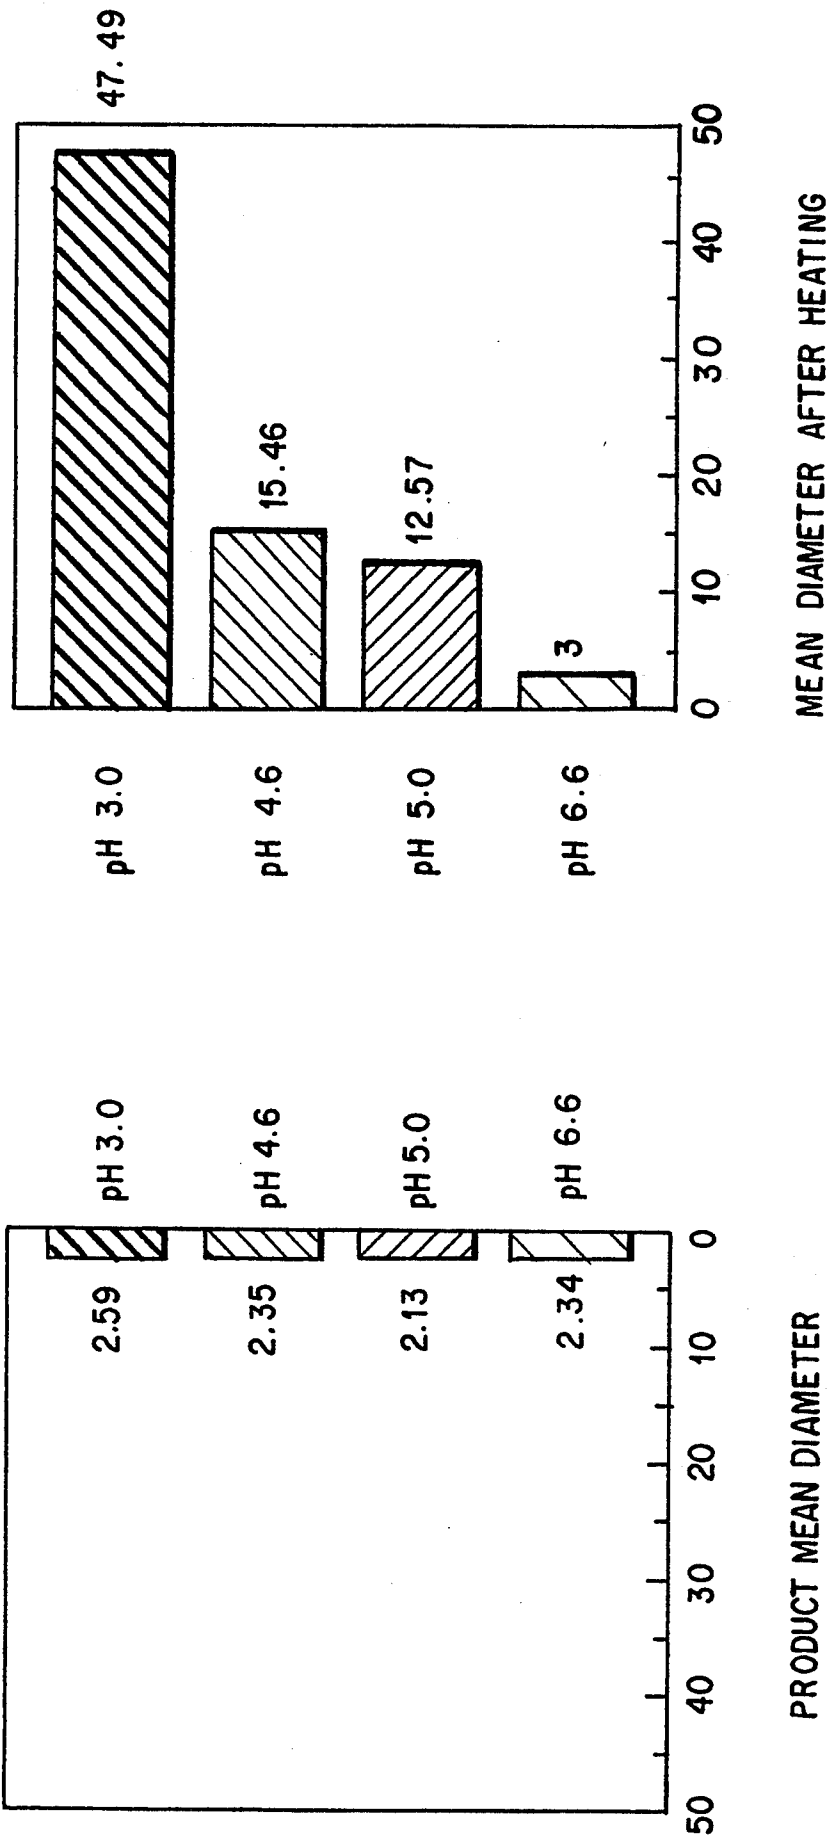 2.59 pH 3.0
2.35 pH 4.6
2.13 pH 5.0
2.34 pH 6.6
50 40 30 20 10 0
PRODUCT MEAN DIAMETER
pH 3.0 47.49
pH 4.6 15.46
pH 5.0 12.57
pH 6.6 3
0 10 20 30 40 50
MEAN DIAMETER AFTER HEATING